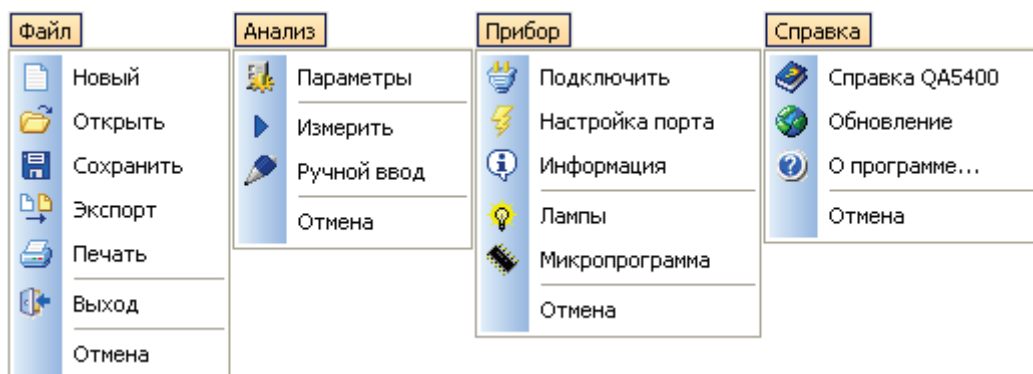 Файл
Новый
Открыть
Сохранить
Экспорт
Печать
Выход
Отмена
Анализ
Параметры
Измерить
Ручной ввод
Отмена
Прибор
Подключить
Настройка порта
Информация
Лампы
Микропрограмма
Отмена
Справка
Справка QA5400
Обновление
О программе...
Отмена